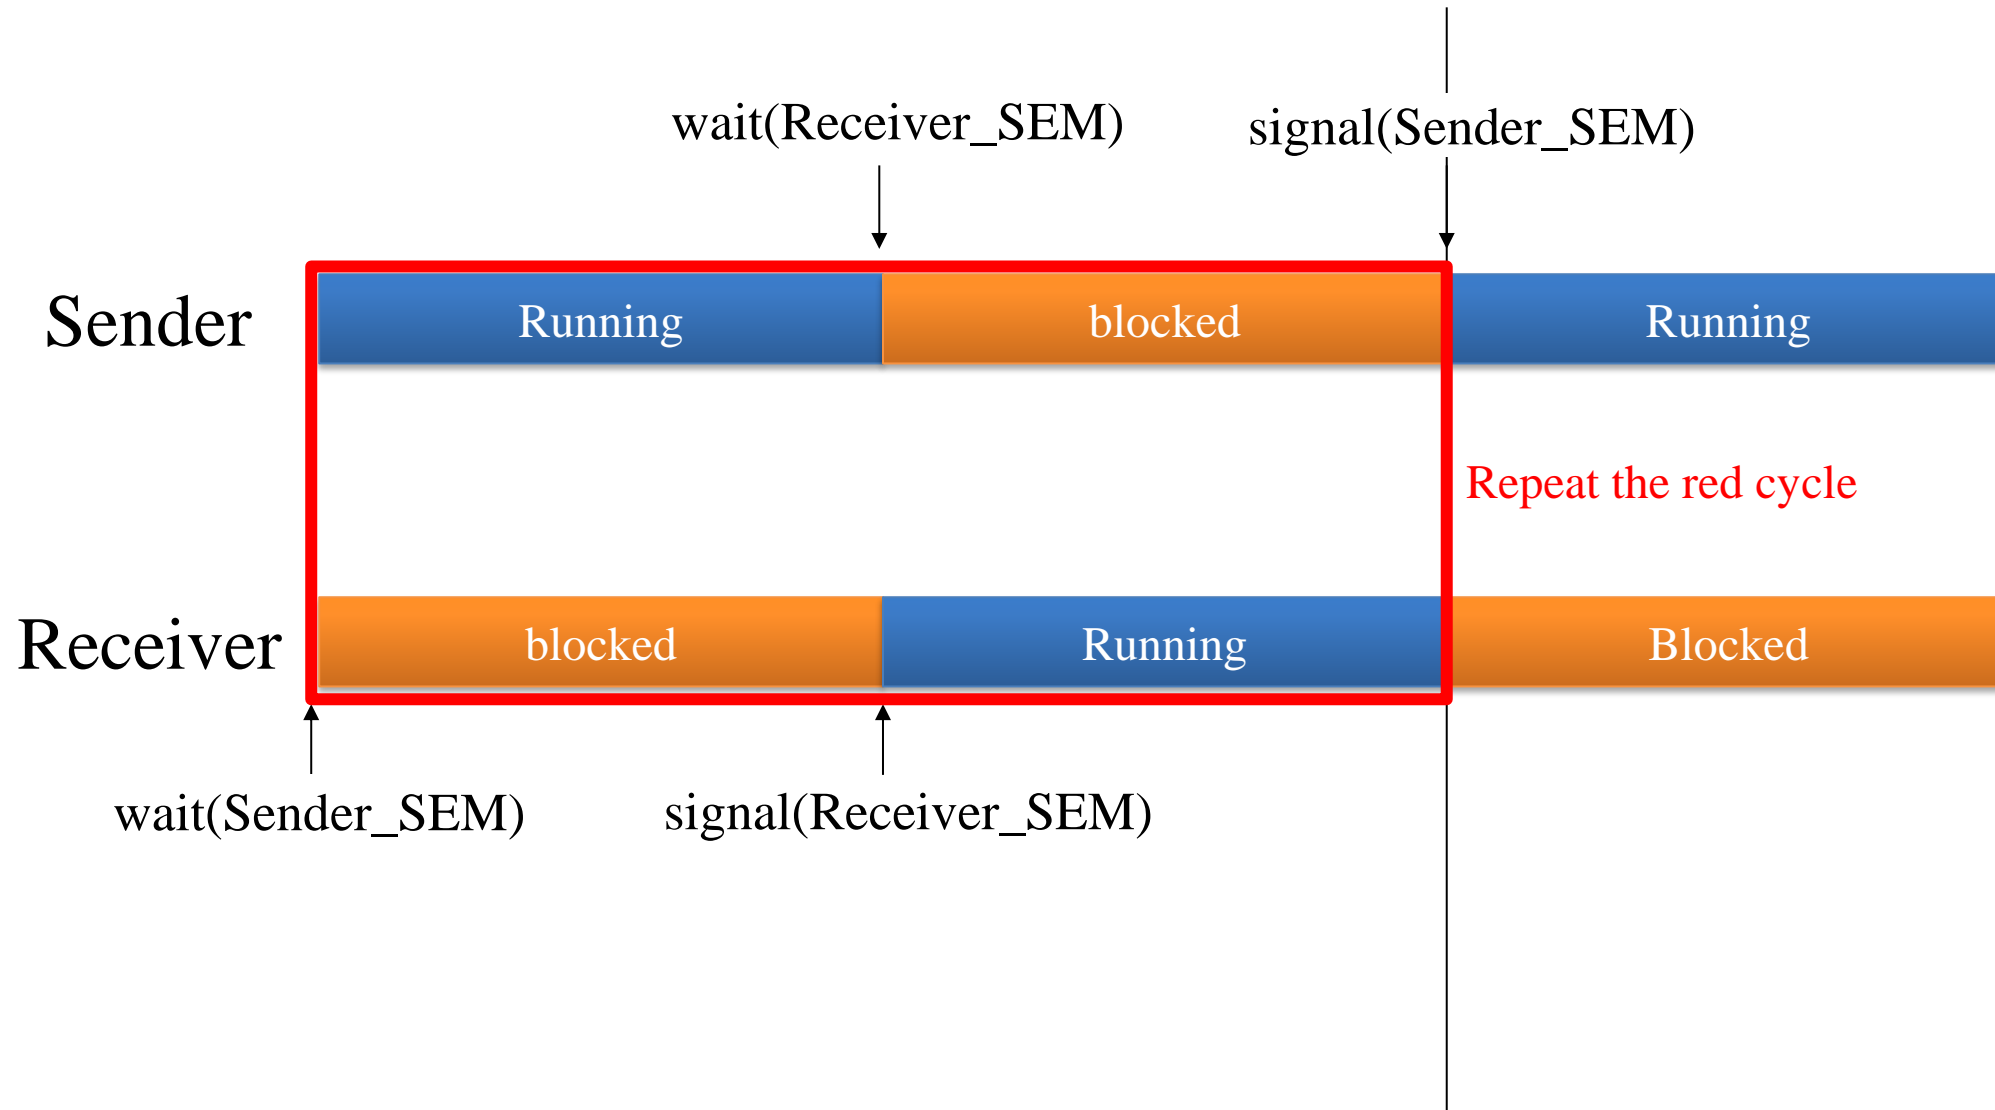 wait(Receiver_SEM)
signal(Sender_SEM)
Sender
Running
blocked
Running
Repeat the red cycle
Receiver
blocked
Running
Blocked
wait(Sender_SEM)
signal(Receiver_SEM)